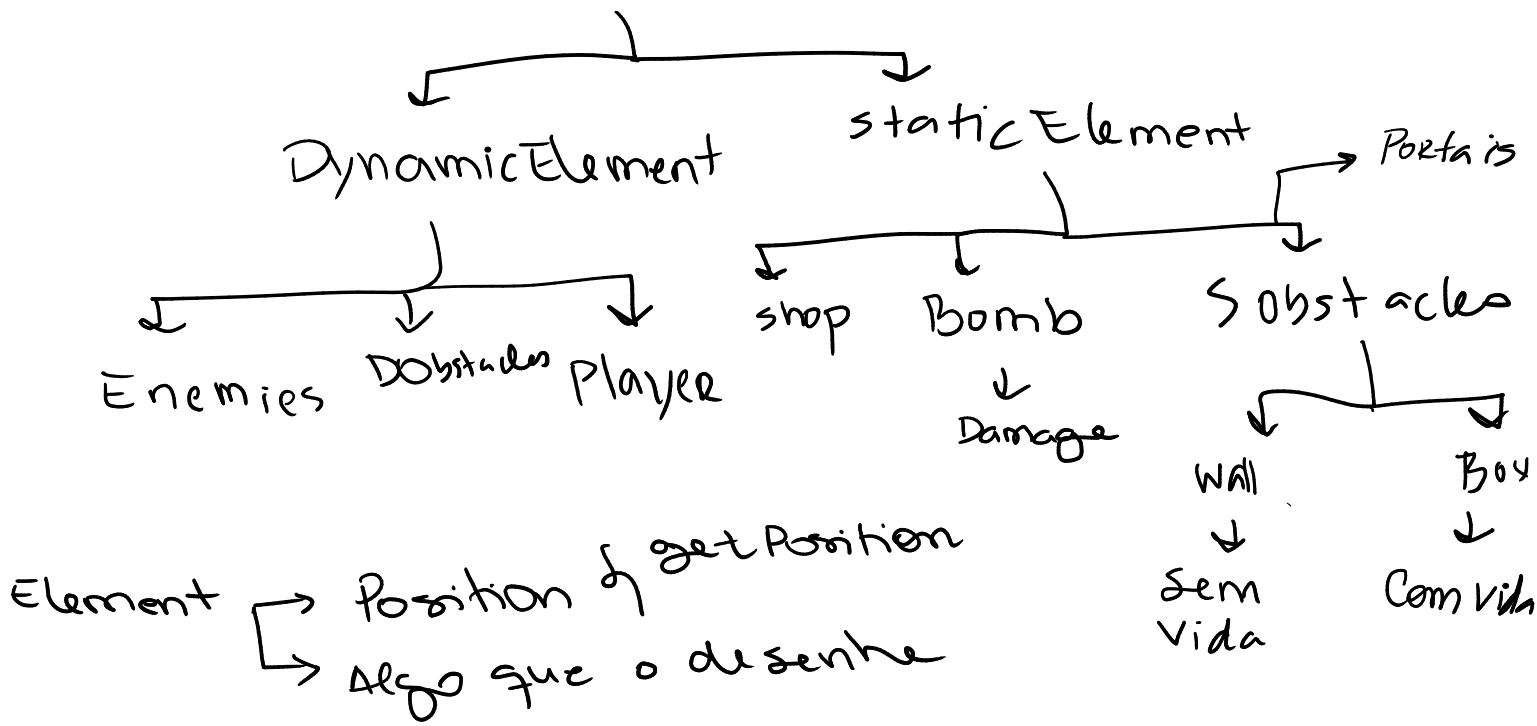 DynamicElement
staticElement
Portais
Enemies
DObstacles
Player
shop
Bomb
Sobstacles
Damage
Wall
Box
Sem
Vida
Com vida
Element
Position & getPosition
Algo que o desenhe